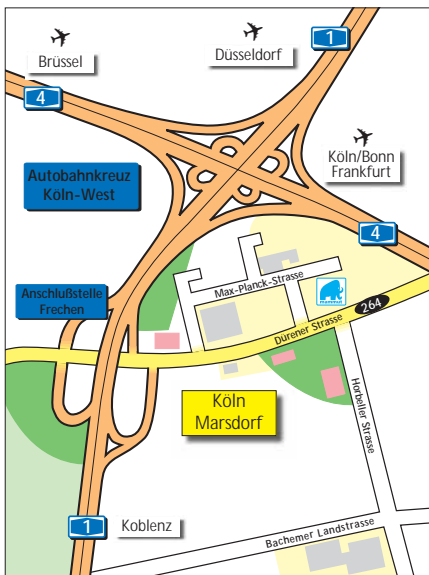 Brüssel
Düsseldorf
1
4
Köln/Bonn
Frankfurt
Autobahnkreuz
Köln-West
4
Max-Planck-Strasse
Anschlußstelle
Frechen
mammut
264
Dürener Strasse
Köln
Marsdorf
Horbeller Strasse
1
Koblenz
Bachemer Landstrasse